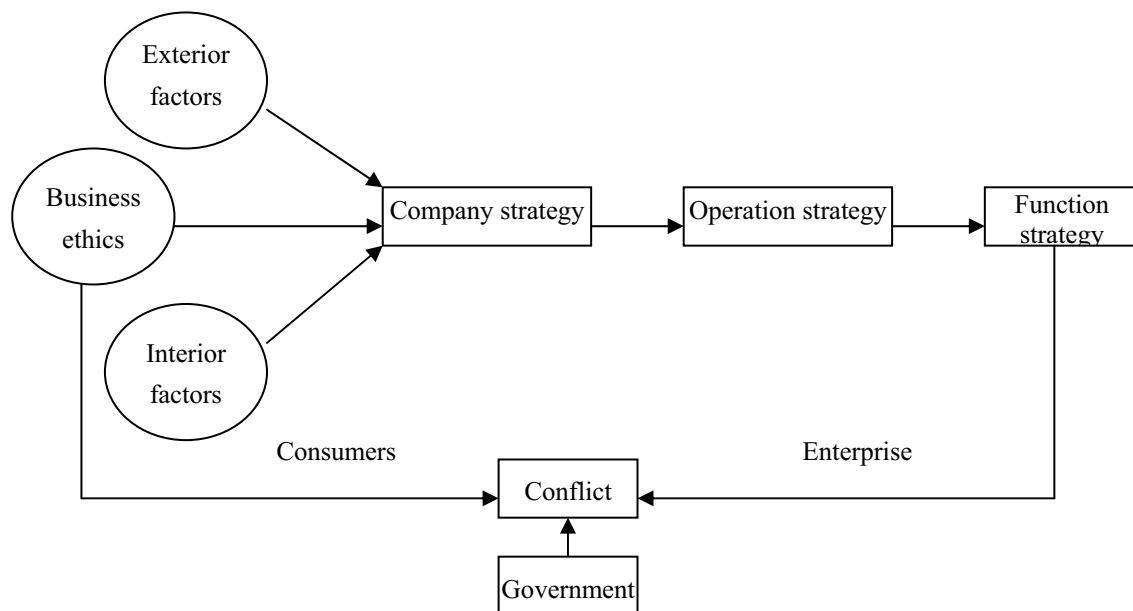 Exterior
factors
Business
ethics
Company strategy
Operation strategy
Function
strategy
Interior
factors
Consumers
Enterprise
Conflict
Government